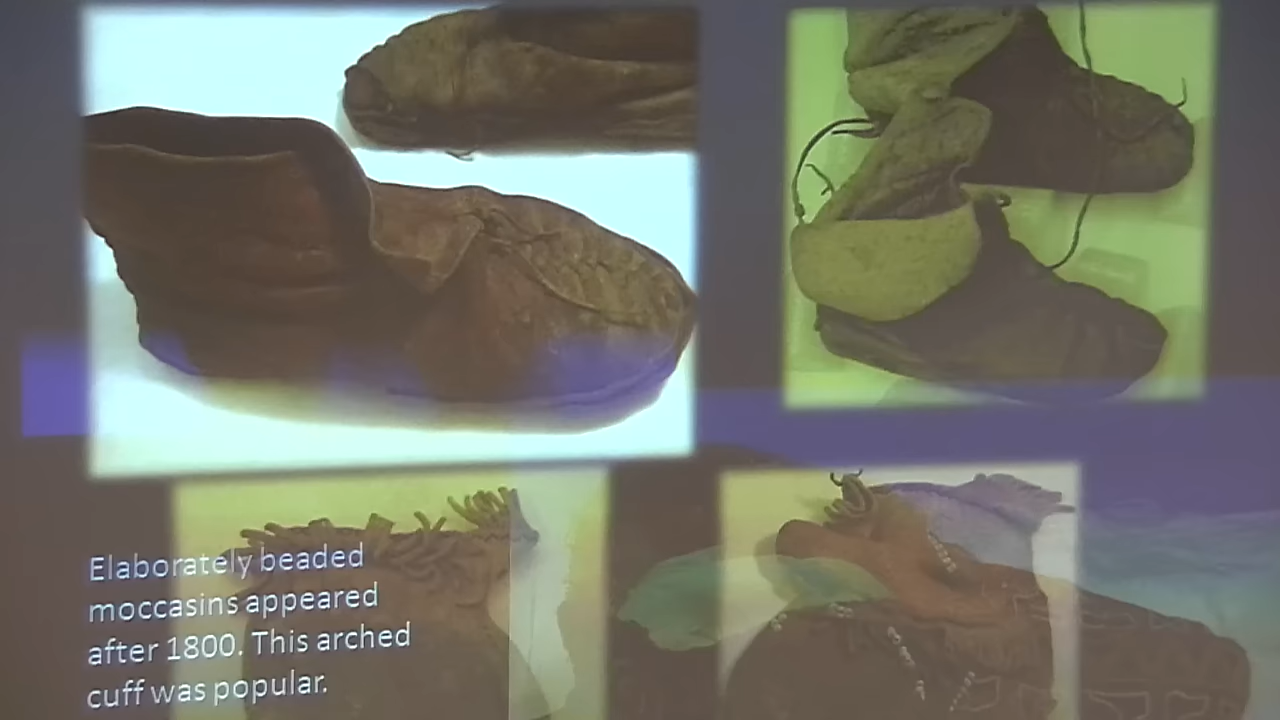 Elaborately beaded
moccasins appeared
after 1800. This arched
cuff was popular.